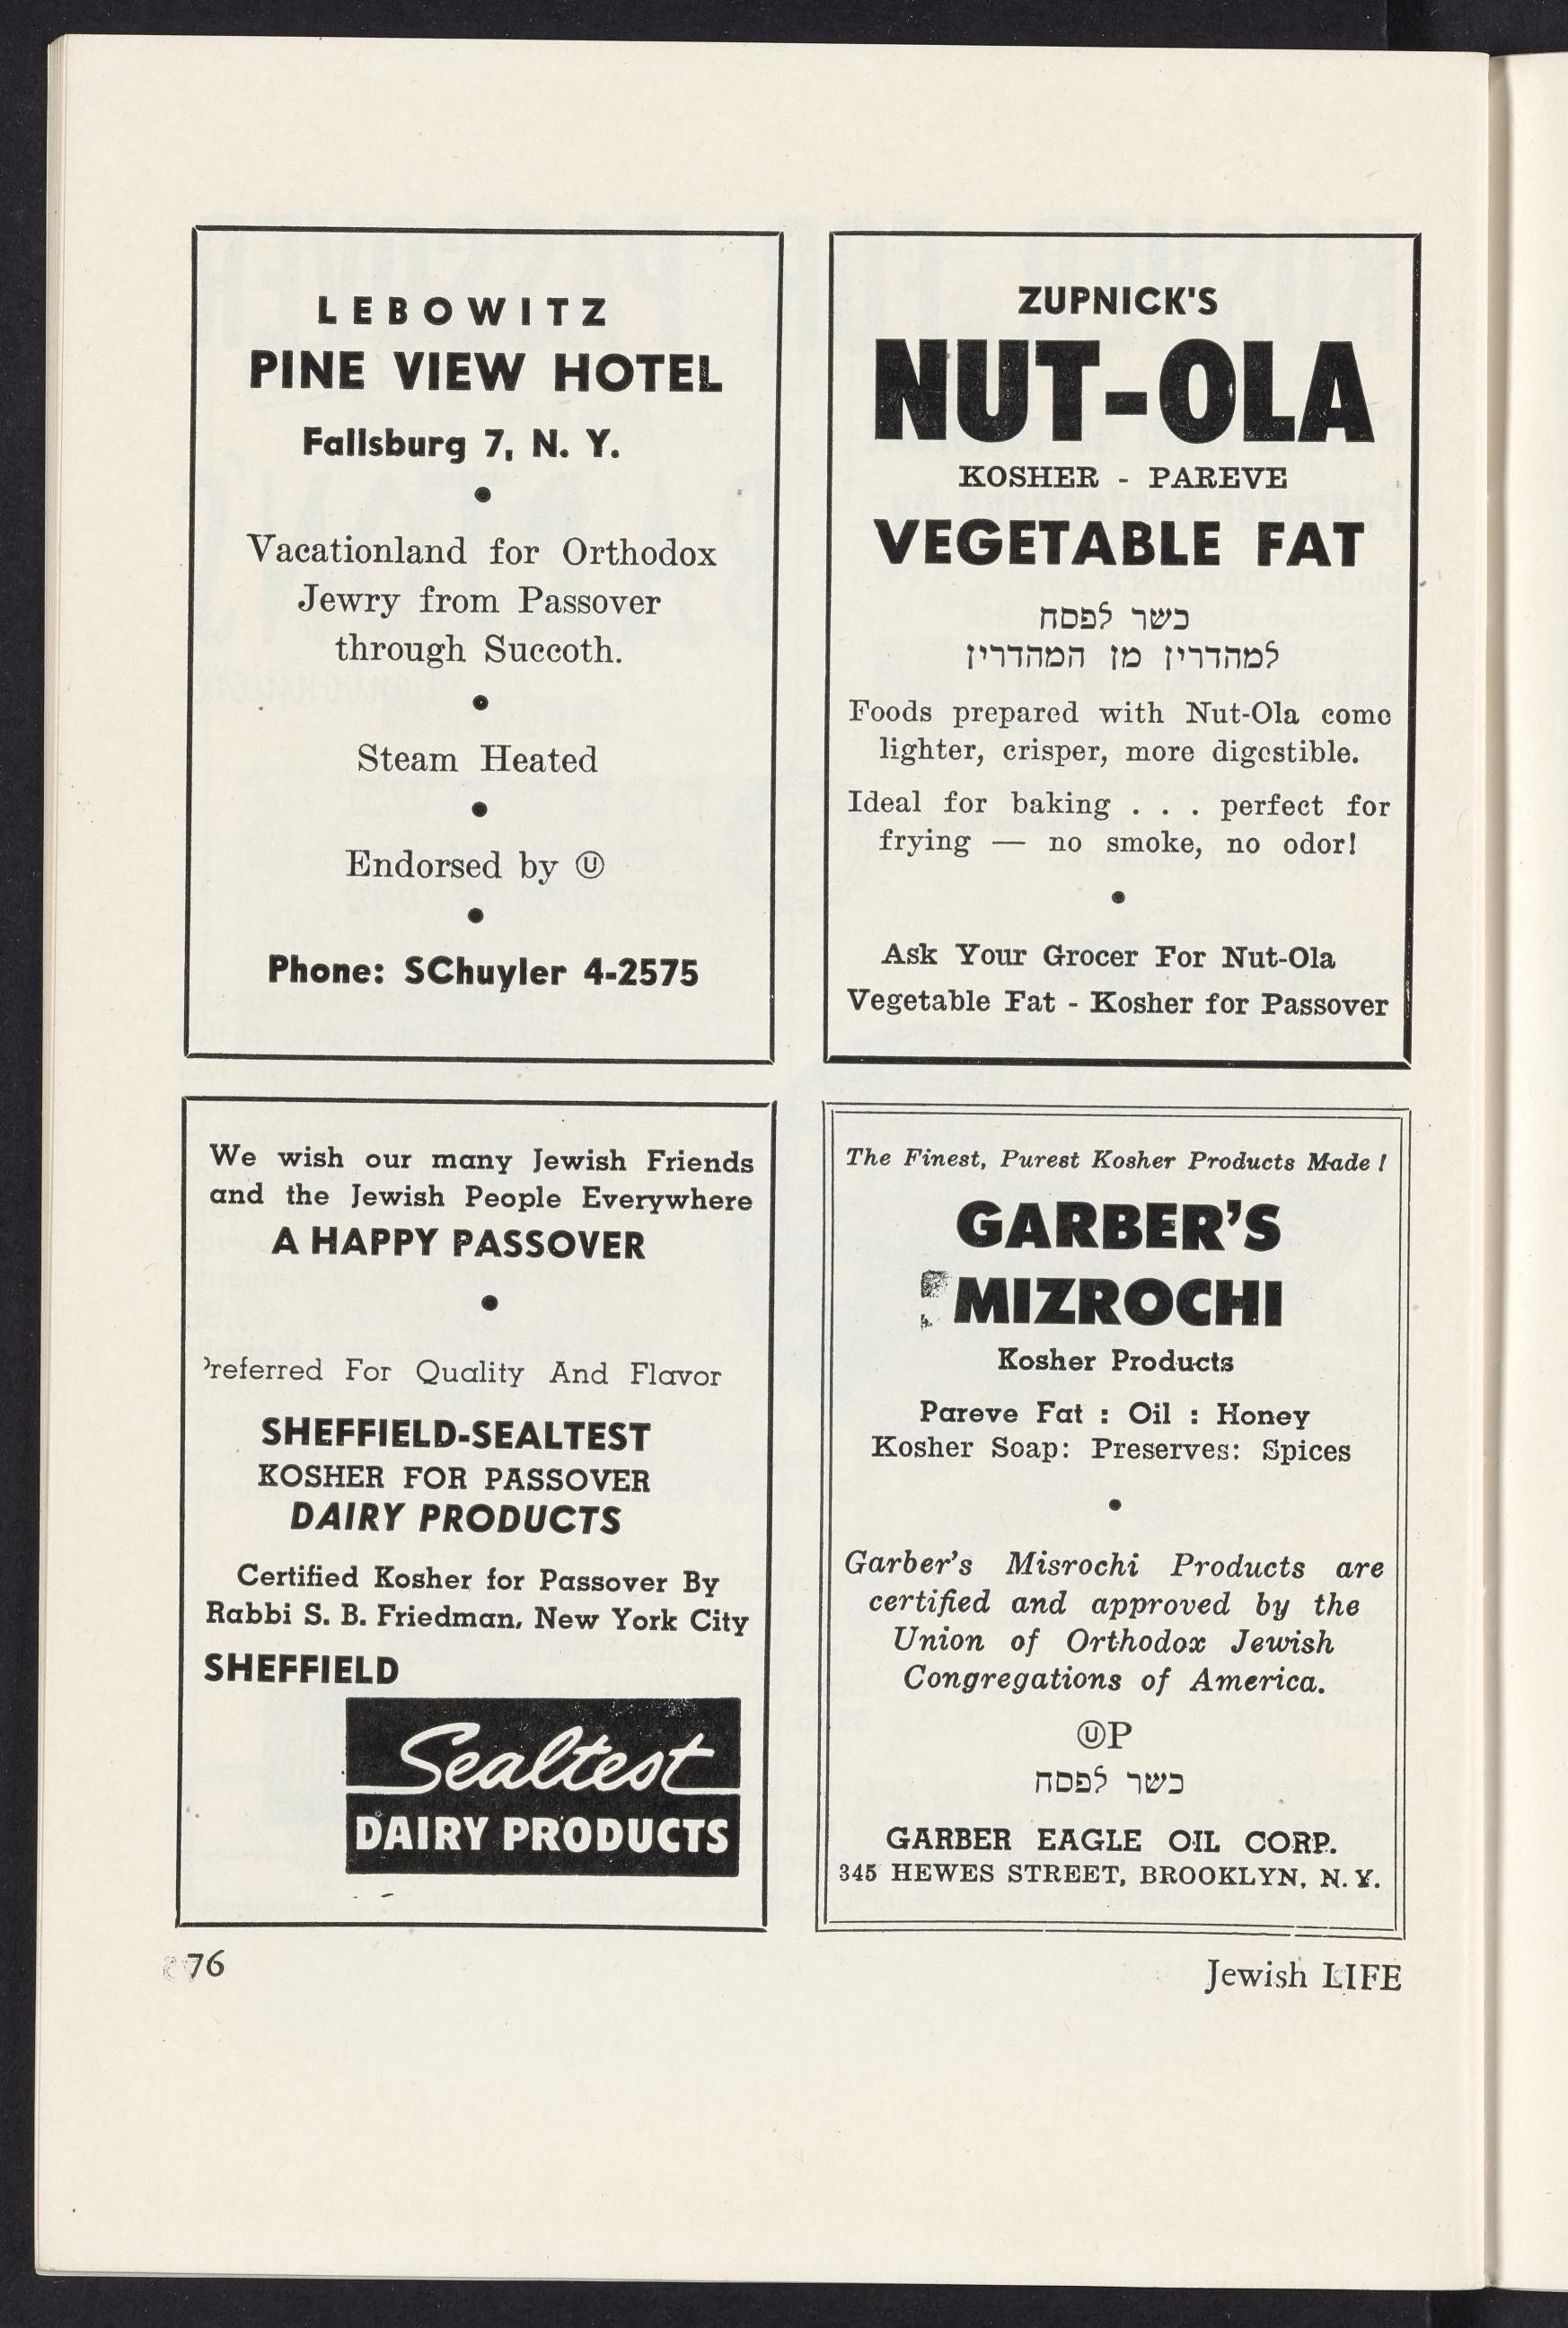 LEBOWITZ
PINE VIEW HOTEL
Fallsburg 7, N. Y.
•
Vacationland for Orthodox
Jewry from Passover
through Succoth.
•
Steam Heated
•
Endorsed by Ⓤ
•
Phone: SChuyler 4-2575
ZUPNICK'S
NUT-OLA
KOSHER - PAREVE
VEGETABLE FAT
כשר לפסח
למהדרין מן המהדרין
Foods prepared with Nut-Ola come
lighter, crisper, more digestible.
Ideal for baking . . . perfect for
frying — no smoke, no odor!
•
Ask Your Grocer For Nut-Ola
Vegetable Fat - Kosher for Passover
We wish our many Jewish Friends
and the Jewish People Everywhere
A HAPPY PASSOVER
•
Preferred For Quality And Flavor
SHEFFIELD-SEALTEST
KOSHER FOR PASSOVER
DAIRY PRODUCTS
Certified Kosher for Passover By
Rabbi S. B. Friedman, New York City
SHEFFIELD
Sealtest
DAIRY PRODUCTS
The Finest, Purest Kosher Products Made !
GARBER'S
MIZROCHI
Kosher Products
Pareve Fat : Oil : Honey
Kosher Soap: Preserves: Spices
•
Garber's Misrochi Products are
certified and approved by the
Union of Orthodox Jewish
Congregations of America.
ⓊP
כשר לפסח
GARBER EAGLE OIL CORP.
345 HEWES STREET, BROOKLYN, N. Y.
76
Jewish LIFE